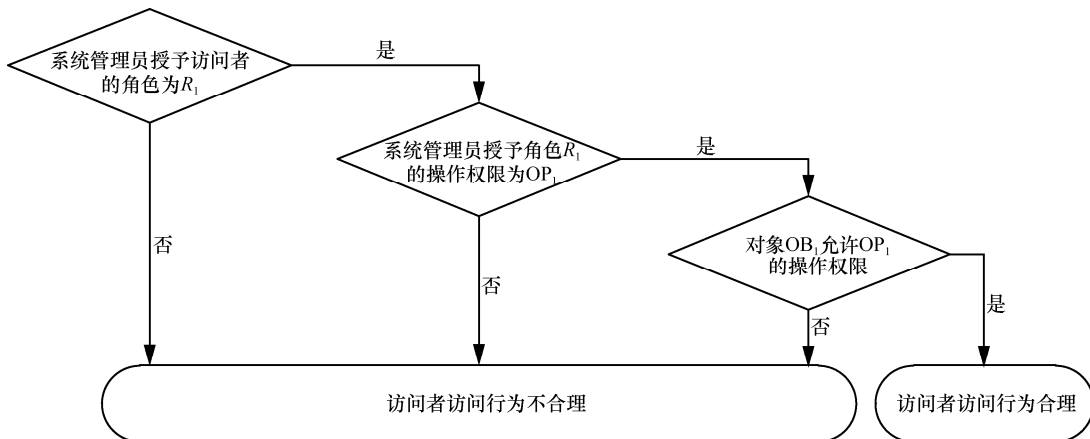 系统管理员授予访问者
的角色为R₁
是
系统管理员授予角色R₁
的操作权限为OP₁
是
对象OB₁允许OP₁
的操作权限
否
否
否
是
访问者访问行为不合理
访问者访问行为合理